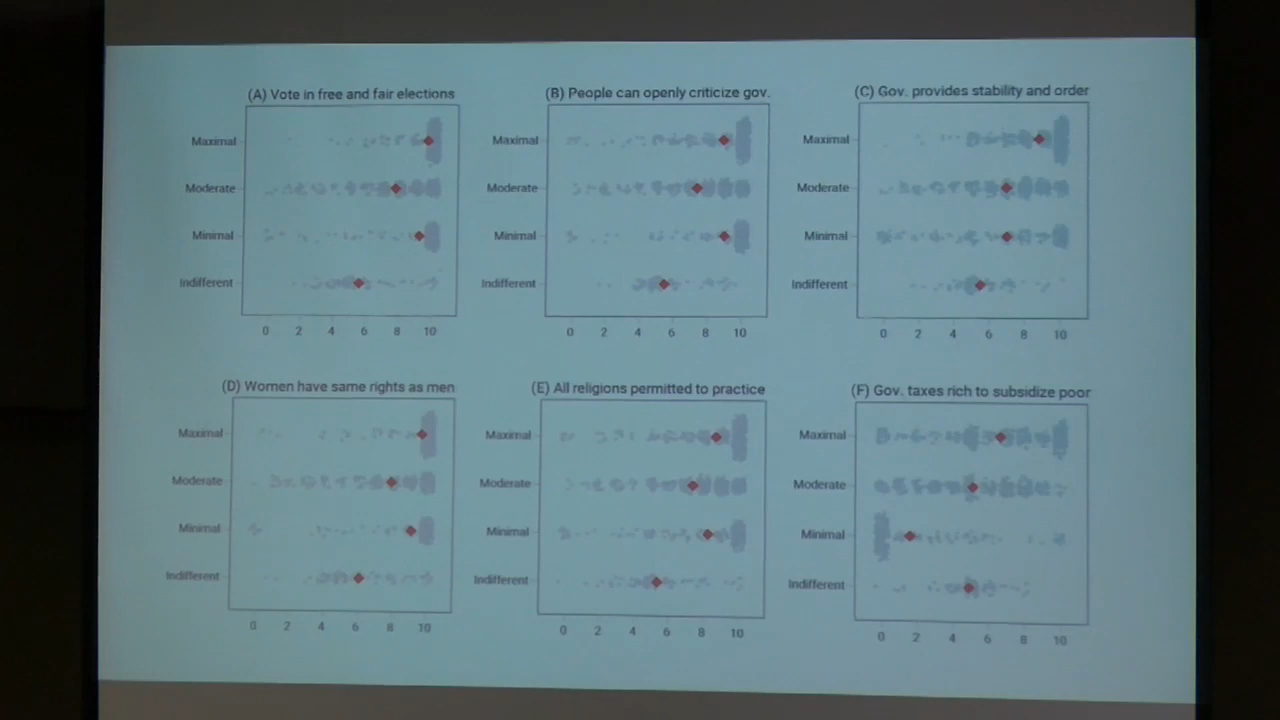 (A) Vote in free and fair elections
Maximal
Moderate
Minimal
Indifferent
0 2 4 6 8 10
(B) People can openly criticize gov.
Maximal
Moderate
Minimal
Indifferent
0 2 4 6 8 10
(C) Gov. provides stability and order
Maximal
Moderate
Minimal
Indifferent
0 2 4 6 8 10
(D) Women have same rights as men
Maximal
Moderate
Minimal
Indifferent
0 2 4 6 8 10
(E) All religions permitted to practice
Maximal
Moderate
Minimal
Indifferent
0 2 4 6 8 10
(F) Gov. taxes rich to subsidize poor
Maximal
Moderate
Minimal
Indifferent
0 2 4 6 8 10